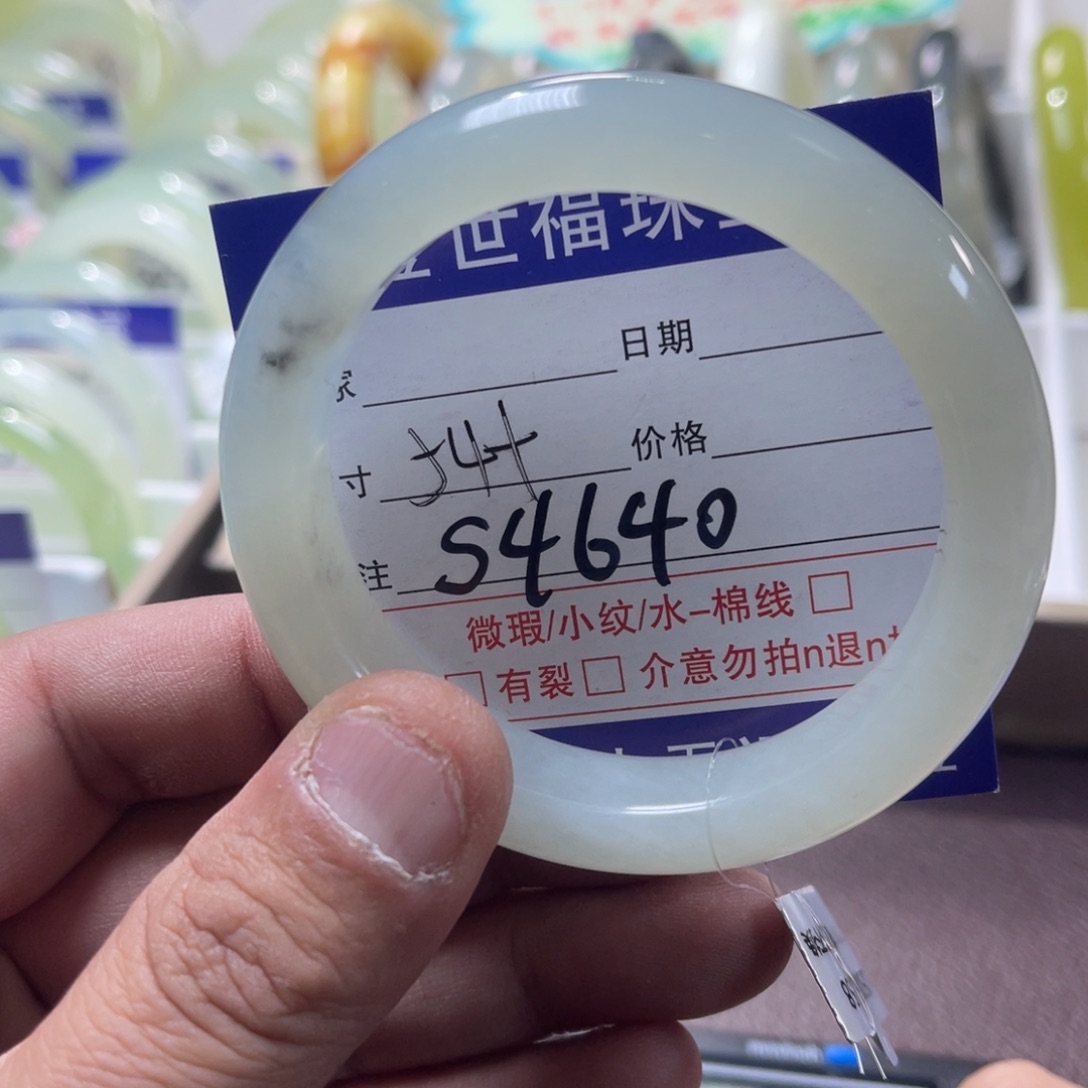 世福珠
日期
寸 54+ 价格
注 S4640
微瑕/小纹/水-棉线 □
□ 有裂 □ 介意勿拍n退n